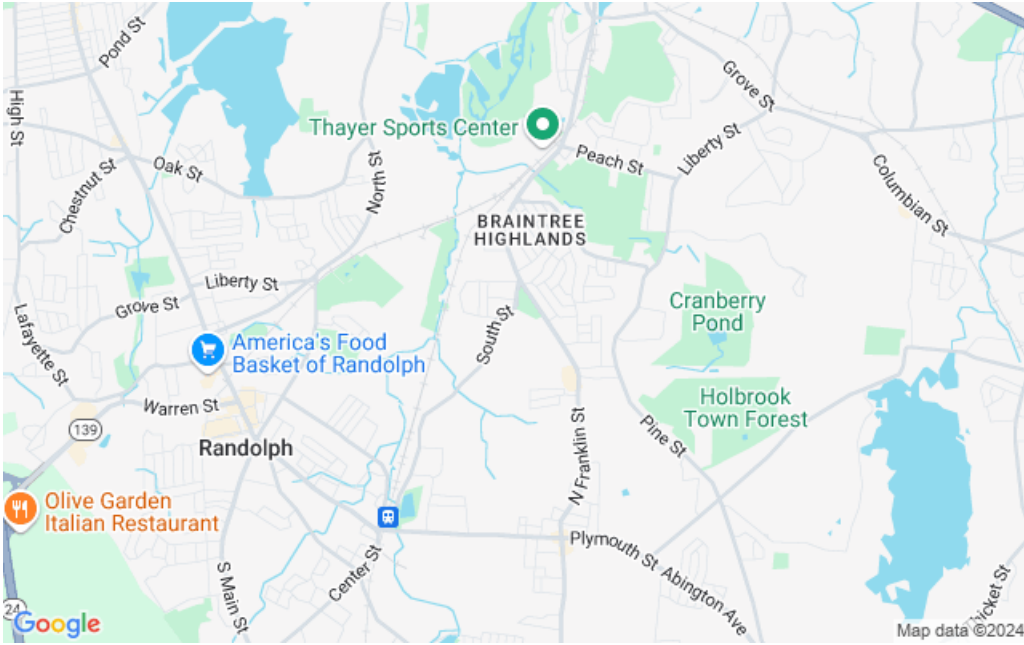 Pond St
High St
Grove St
Thayer Sports Center
Peach St
Liberty St
Oak St
Chestnut St
North St
Columbian St
BRAINTREE
HIGHLANDS
Liberty St
Grove St
Lafayette St
Cranberry
Pond
South St
America's Food
Basket of Randolph
Warren St
Holbrook
Town Forest
139
Pine St
Randolph
N Franklin St
Olive Garden
Italian Restaurant
Plymouth St
Abington Ave
Center St
S Main St
Thicket St
24
Google
Map data ©2024